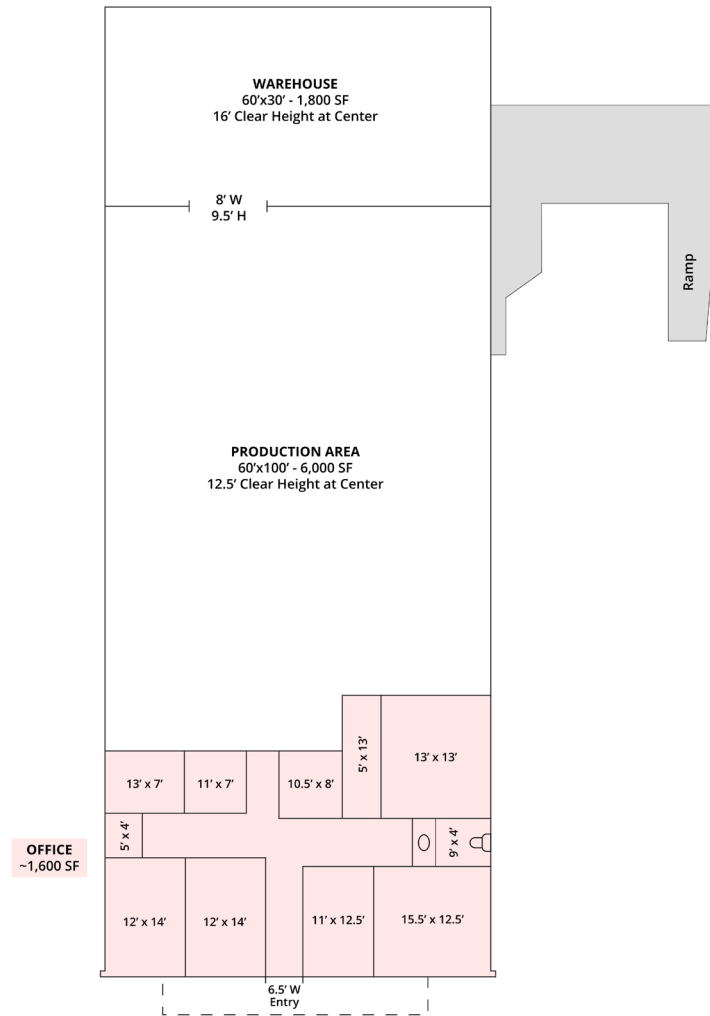 WAREHOUSE
60'x30' - 1,800 SF
16' Clear Height at Center
8' W
9.5' H
Ramp
PRODUCTION AREA
60'x100' - 6,000 SF
12.5' Clear Height at Center
5' x 13'
13' x 13'
13' x 7'
11' x 7'
10.5' x 8'
5' x 4'
9' x 4'
OFFICE
~1,600 SF
12' x 14'
12' x 14'
11' x 12.5'
15.5' x 12.5'
6.5' W
Entry